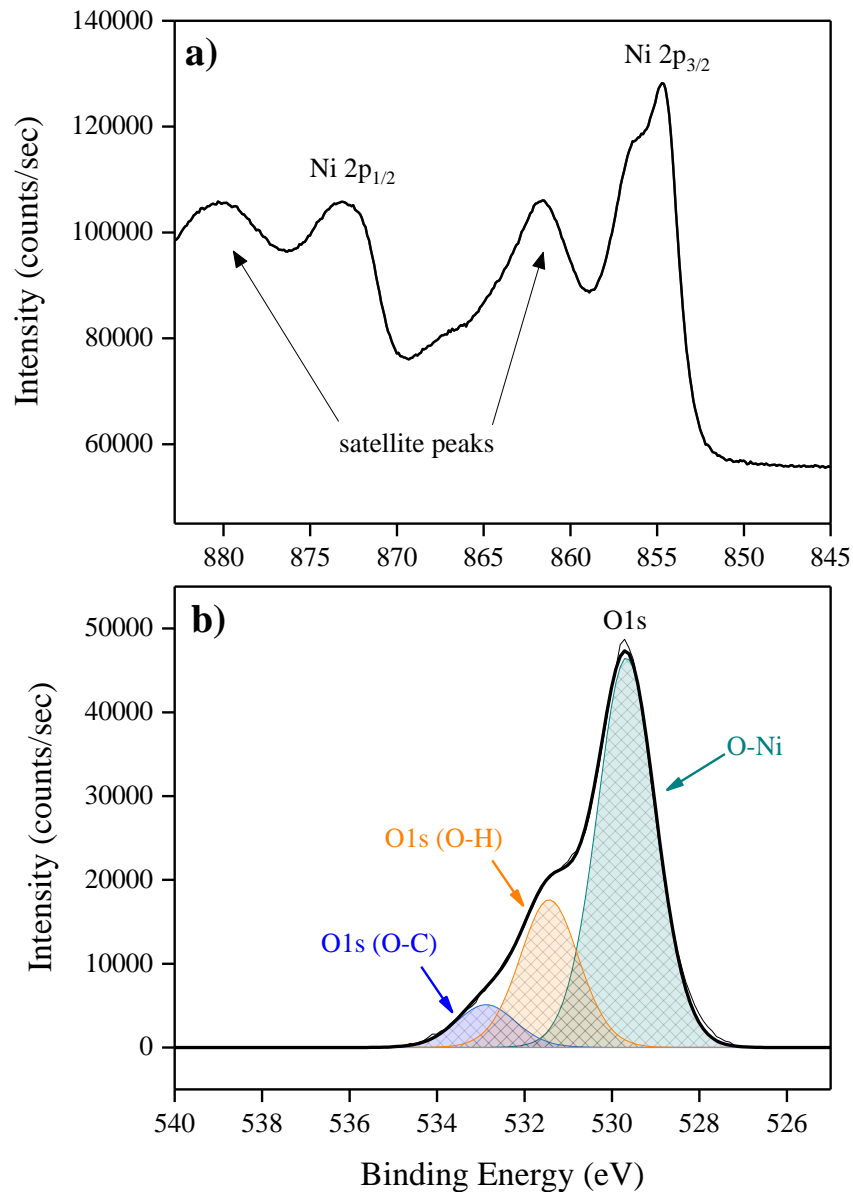 a)
Ni 2p3/2
Ni 2p1/2
satellite peaks
Intensity (counts/sec)
140000
120000
100000
80000
60000
880 875 870 865 860 855 850 845
b)
O1s
O-Ni
O1s (O-H)
O1s (O-C)
Intensity (counts/sec)
50000
40000
30000
20000
10000
0
540 538 536 534 532 530 528 526
Binding Energy (eV)